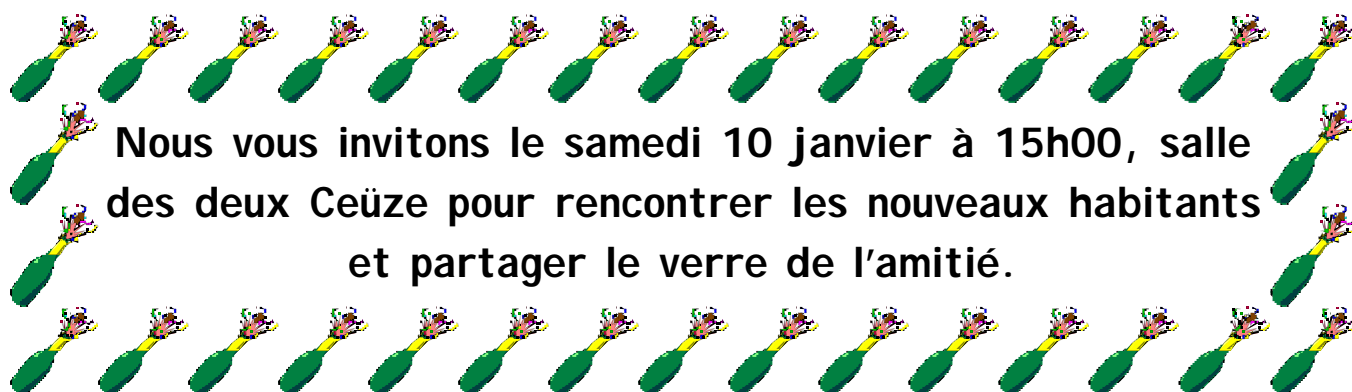 Nous vous invitons le samedi 10 janvier à 15h00, salle
des deux Ceüze pour rencontrer les nouveaux habitants
et partager le verre de l'amitié.